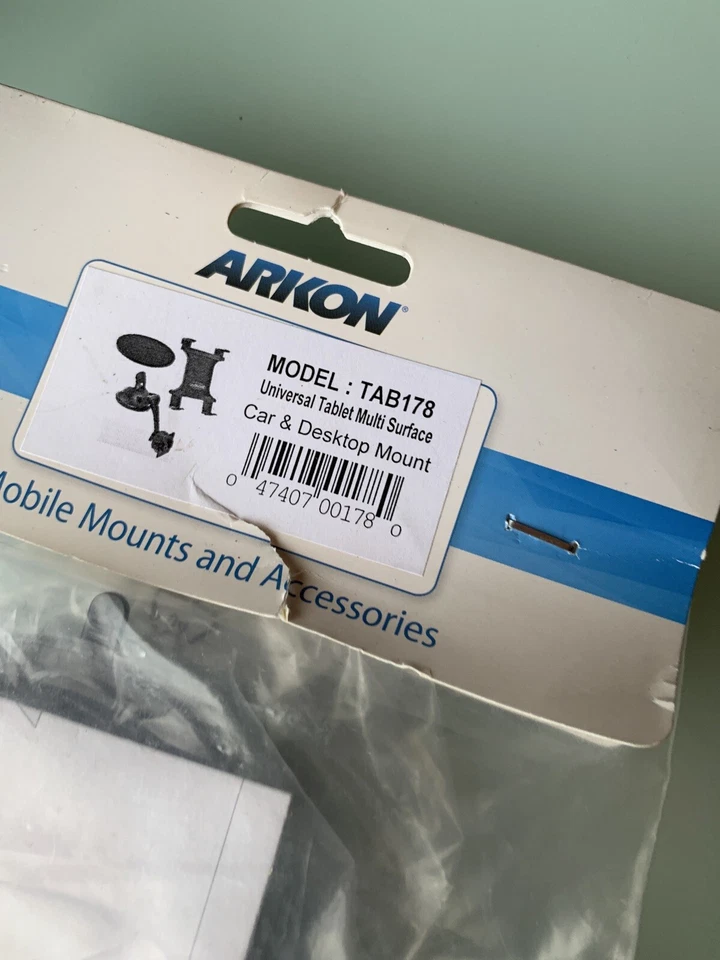 ARKON®
MODEL : TAB178
Universal Tablet Multi Surface
Car & Desktop Mount
0 47407 00178 0
Mobile Mounts and Accessories